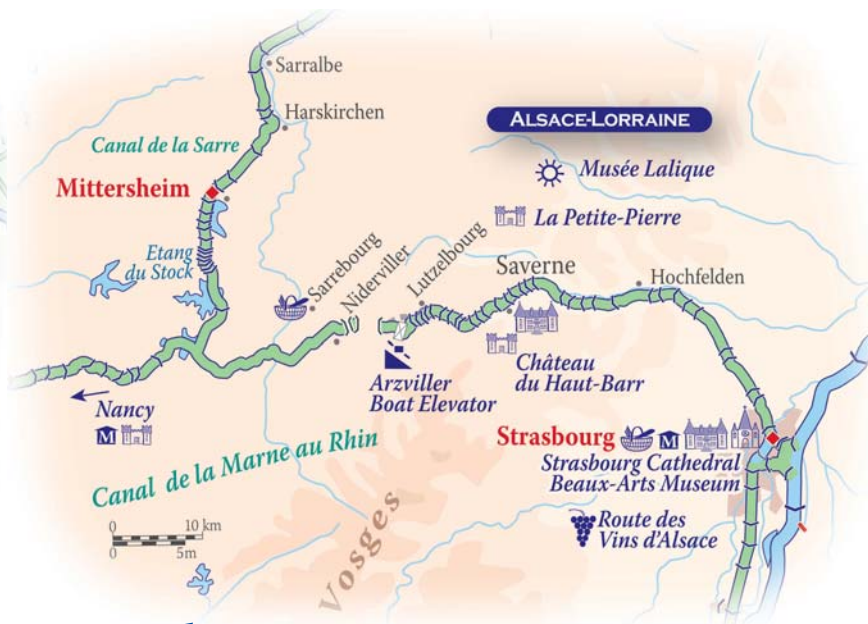 Sarralbe
Harskirchen
Canal de la Sarre
Mittersheim
Etang
du Stock
ALSACE-LORRAINE
Musée Lalique
La Petite-Pierre
Sarrebourg
Niderviller
Lutzelbourg
Saverne
Hochfelden
Château
du Haut-Barr
Arzviller
Boat Elevator
Nancy
M
Canal de la Marne au Rhin
Strasbourg
M
Strasbourg Cathedral
Beaux-Arts Museum
Route des
Vins d'Alsace
Vosges
0 10 km
0 5m